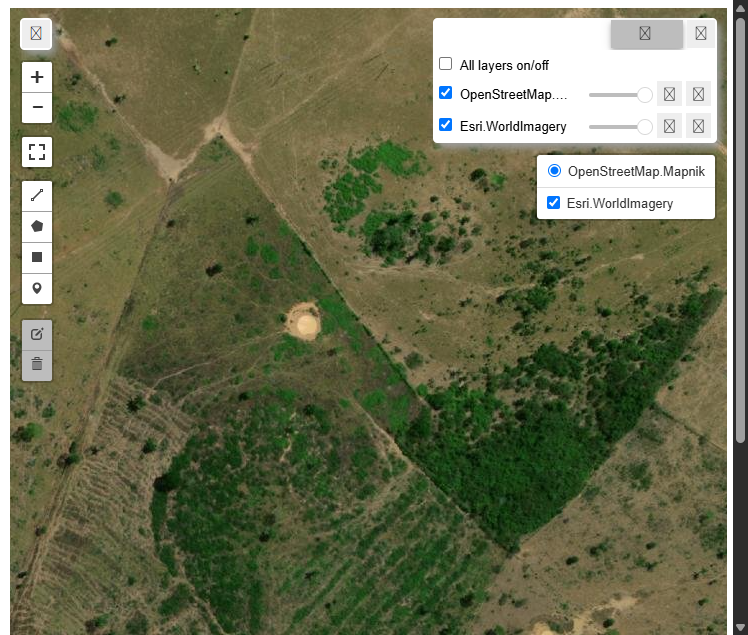 +
−
All layers on/off
OpenStreetMap....
Esri.WorldImagery
OpenStreetMap.Mapnik
Esri.WorldImagery